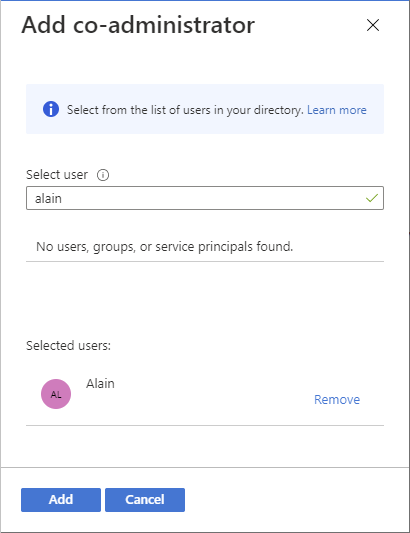 Add co-administrator
Select from the list of users in your directory. Learn more
Select user
alain
No users, groups, or service principals found.
Selected users:
AL
Alain
Remove
Add Cancel